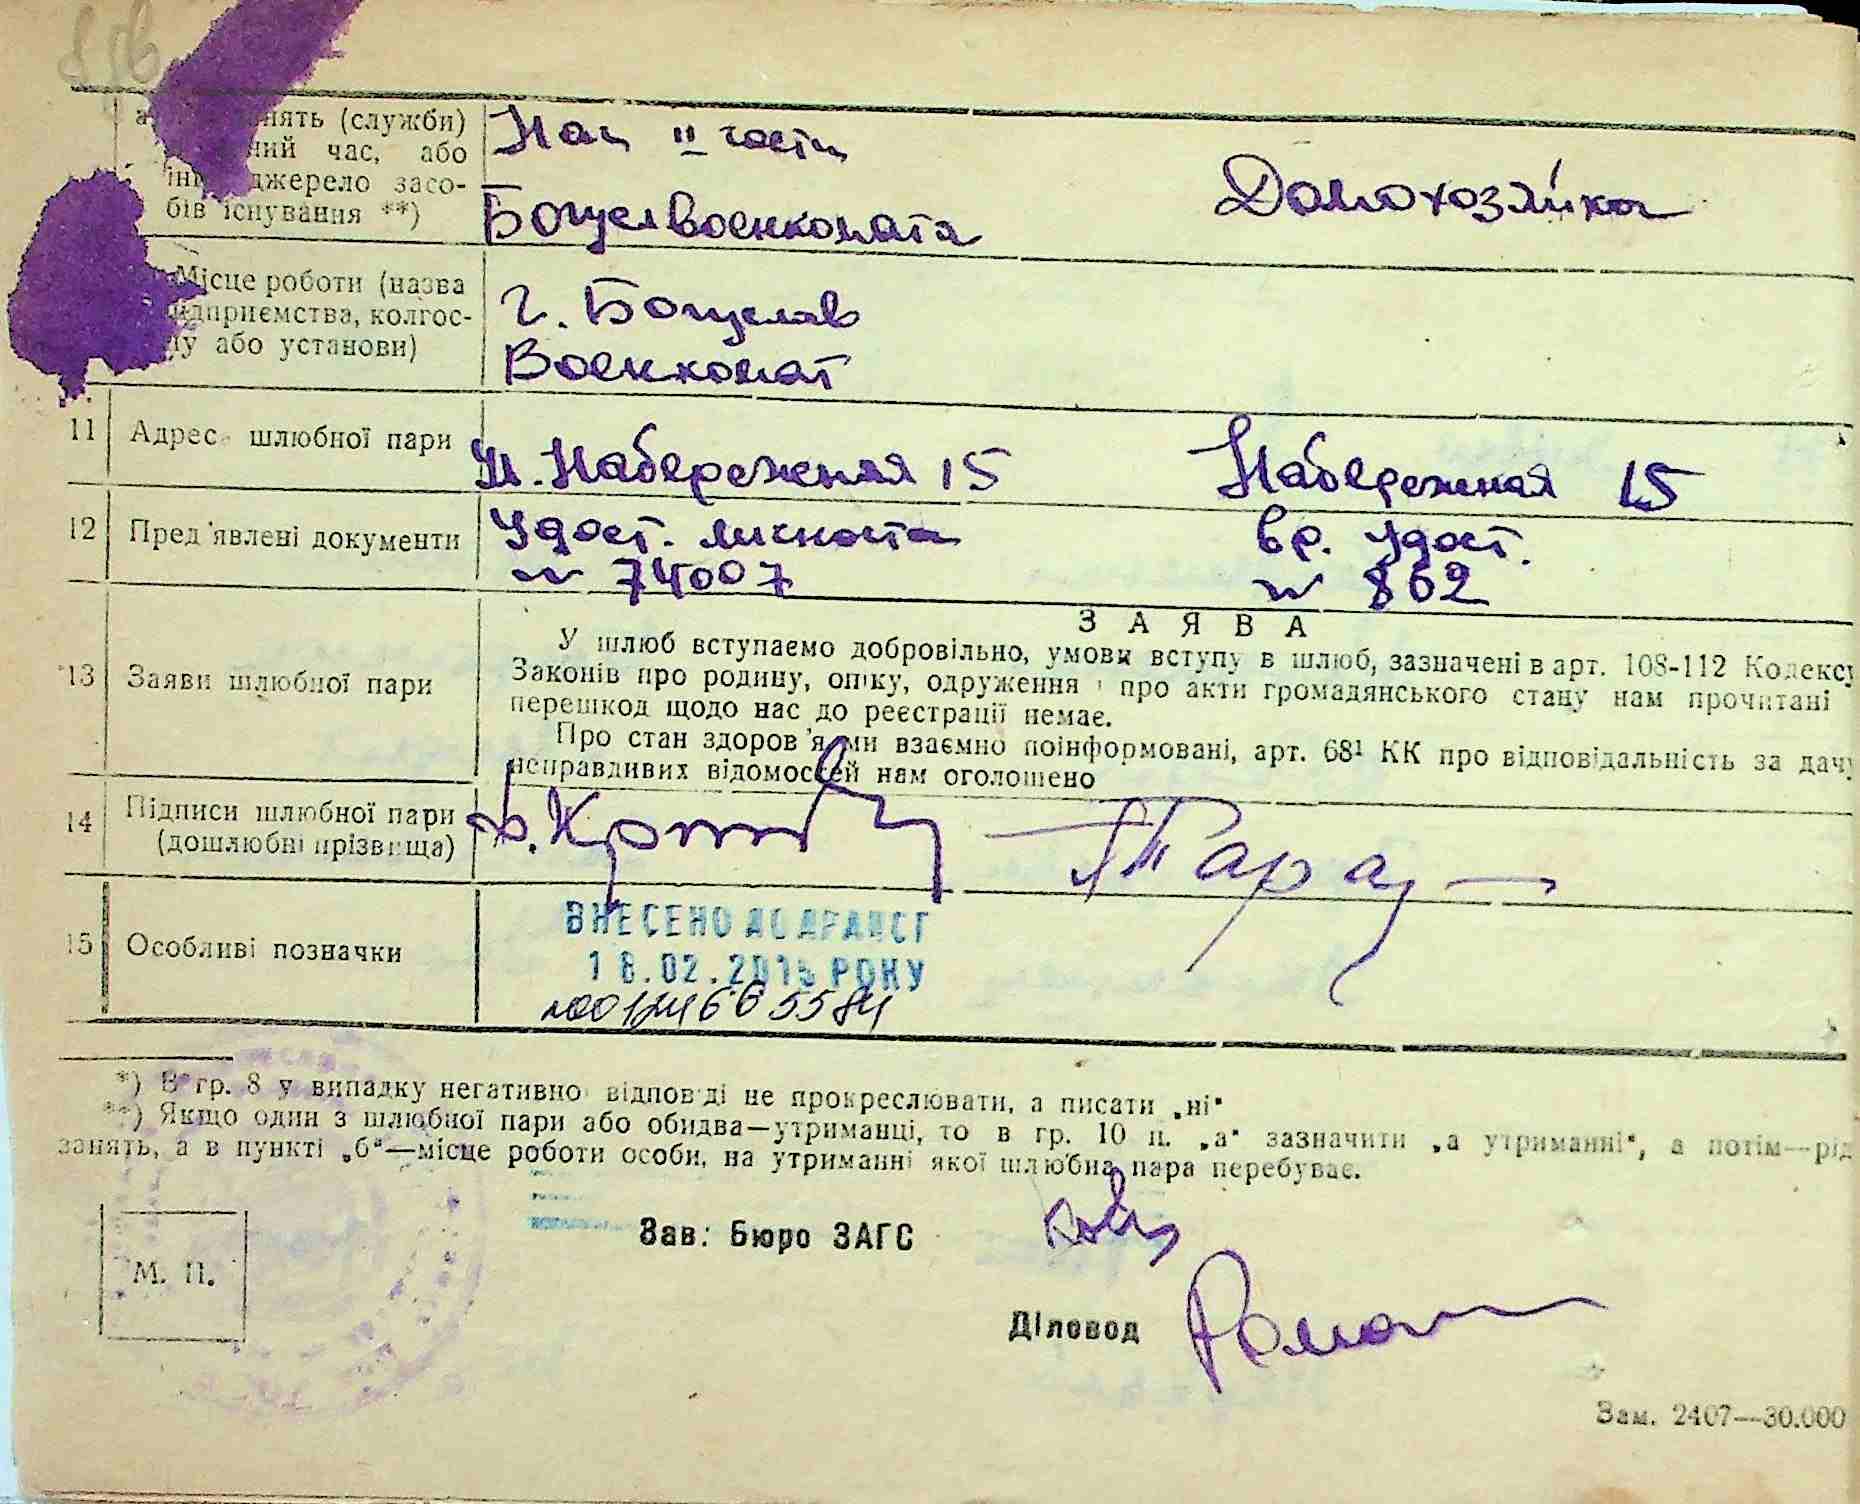 занять (служби) Нач II части
час, або
джерело засо- Домохозяйка
бів існування **) Богуслвоенкомата
Місце роботи (назва г. Богуслав
підприємства, колгос-
пу або установи) Военкомат
11 Адрес шлюбної пари ул. Набережная 15 Набережная 15
12 Пред'явлені документи Удост. личности вр. удост.
№ 74007 № 862
ЗАЯВА
У шлюб вступаємо добровільно, умови вступу в шлюб, зазначені в арт. 108-112 Кодексу
13 Заяви шлюбної пари Законів про родину, опіку, одруження і про акти громадянського стану нам прочитані
перешкод щодо нас до реєстрації немає.
Про стан здоров'я ми взаємно поінформовані, арт. 68¹ КК про відповідальність за дачу
неправдивих відомостей нам оголошено
14 Підписи шлюбної пари
(дошлюбні прізвища)
ВНЕСЕНО ДО ДРАЦСГ
15 Особливі позначки 18.02.2015 РОКУ
*) В гр. 8 у випадку негативної відповіді не прокреслювати, а писати „ні“
**) Якщо один з шлюбної пари або обидва—утриманці, то в гр. 10 п. „а“ зазначити „а утриманні“, а потім—рід
занять, а в пункті „б“—місце роботи особи, на утриманні якої шлюбна пара перебуває.
Зав. Бюро ЗАГС
М. П.
Діловод
Зам. 2407—30.000